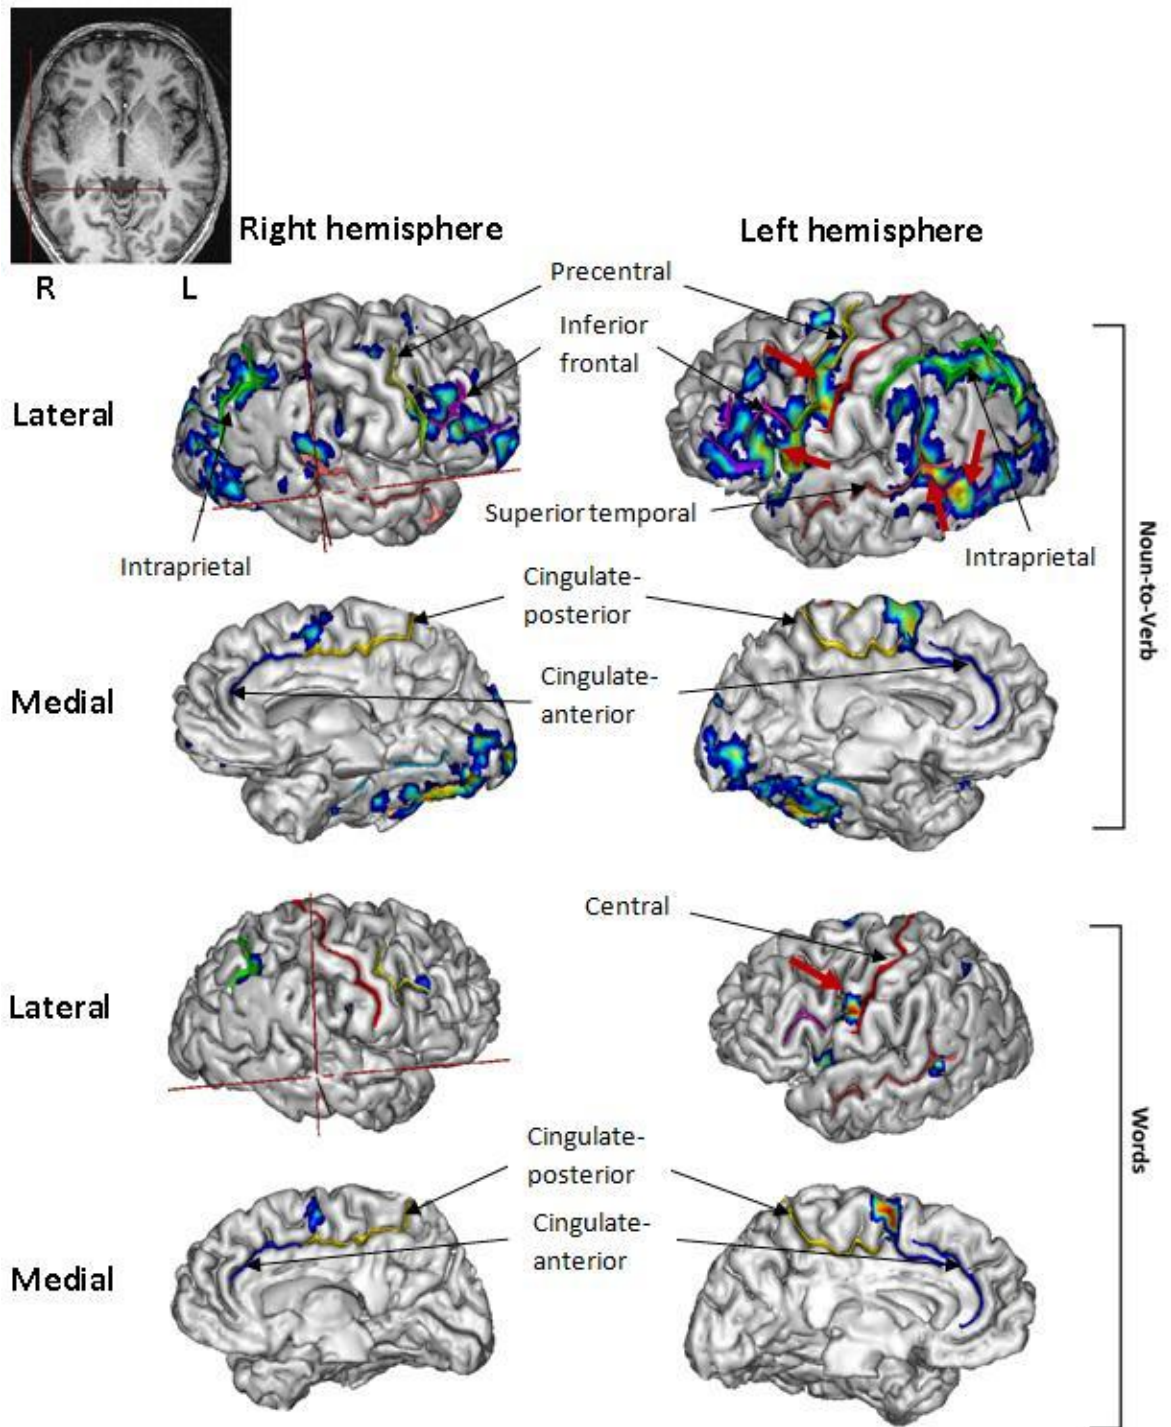 Right hemisphere
Left hemisphere
R
L
Precentral
Inferior
frontal
Lateral
Superior temporal
Intraprietal
Intraprietal
Noun-to-Verb
Cingulate-
posterior
Cingulate-
anterior
Medial
Central
Lateral
Words
Cingulate-
posterior
Cingulate-
anterior
Medial